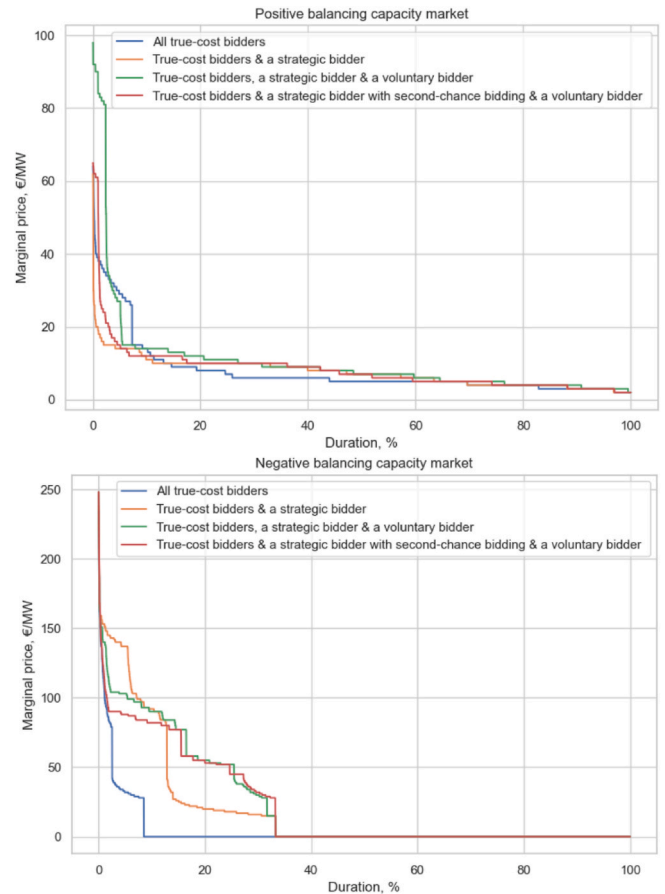 Positive balancing capacity market
All true-cost bidders
True-cost bidders & a strategic bidder
True-cost bidders, a strategic bidder & a voluntary bidder
True-cost bidders & a strategic bidder with second-chance bidding & a voluntary bidder
Marginal price, €/MW
100
80
60
40
20
0
0 20 40 60 80 100
Duration, %
Negative balancing capacity market
All true-cost bidders
True-cost bidders & a strategic bidder
True-cost bidders, a strategic bidder & a voluntary bidder
True-cost bidders & a strategic bidder with second-chance bidding & a voluntary bidder
Marginal price, €/MW
250
200
150
100
50
0
0 20 40 60 80 100
Duration, %